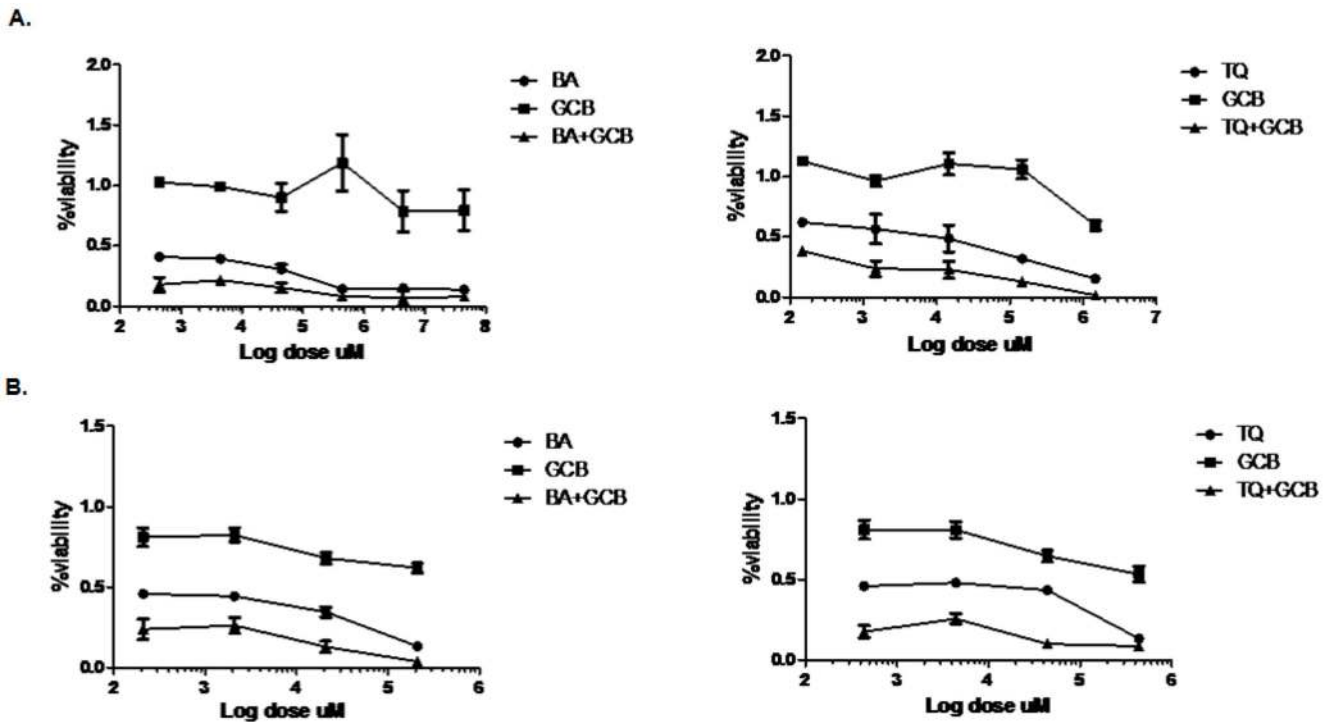 A.
2.0
1.5
1.0
0.5
0.0
%viability
2 3 4 5 6 7 8
Log dose uM
BA
GCB
BA+GCB
2.0
1.5
1.0
0.5
0.0
%viability
2 3 4 5 6 7
Log dose uM
TQ
GCB
TQ+GCB
B.
1.5
1.0
0.5
0.0
%viability
2 3 4 5 6
Log dose uM
BA
GCB
BA+GCB
1.5
1.0
0.5
0.0
%viability
2 3 4 5 6
Log dose uM
TQ
GCB
TQ+GCB